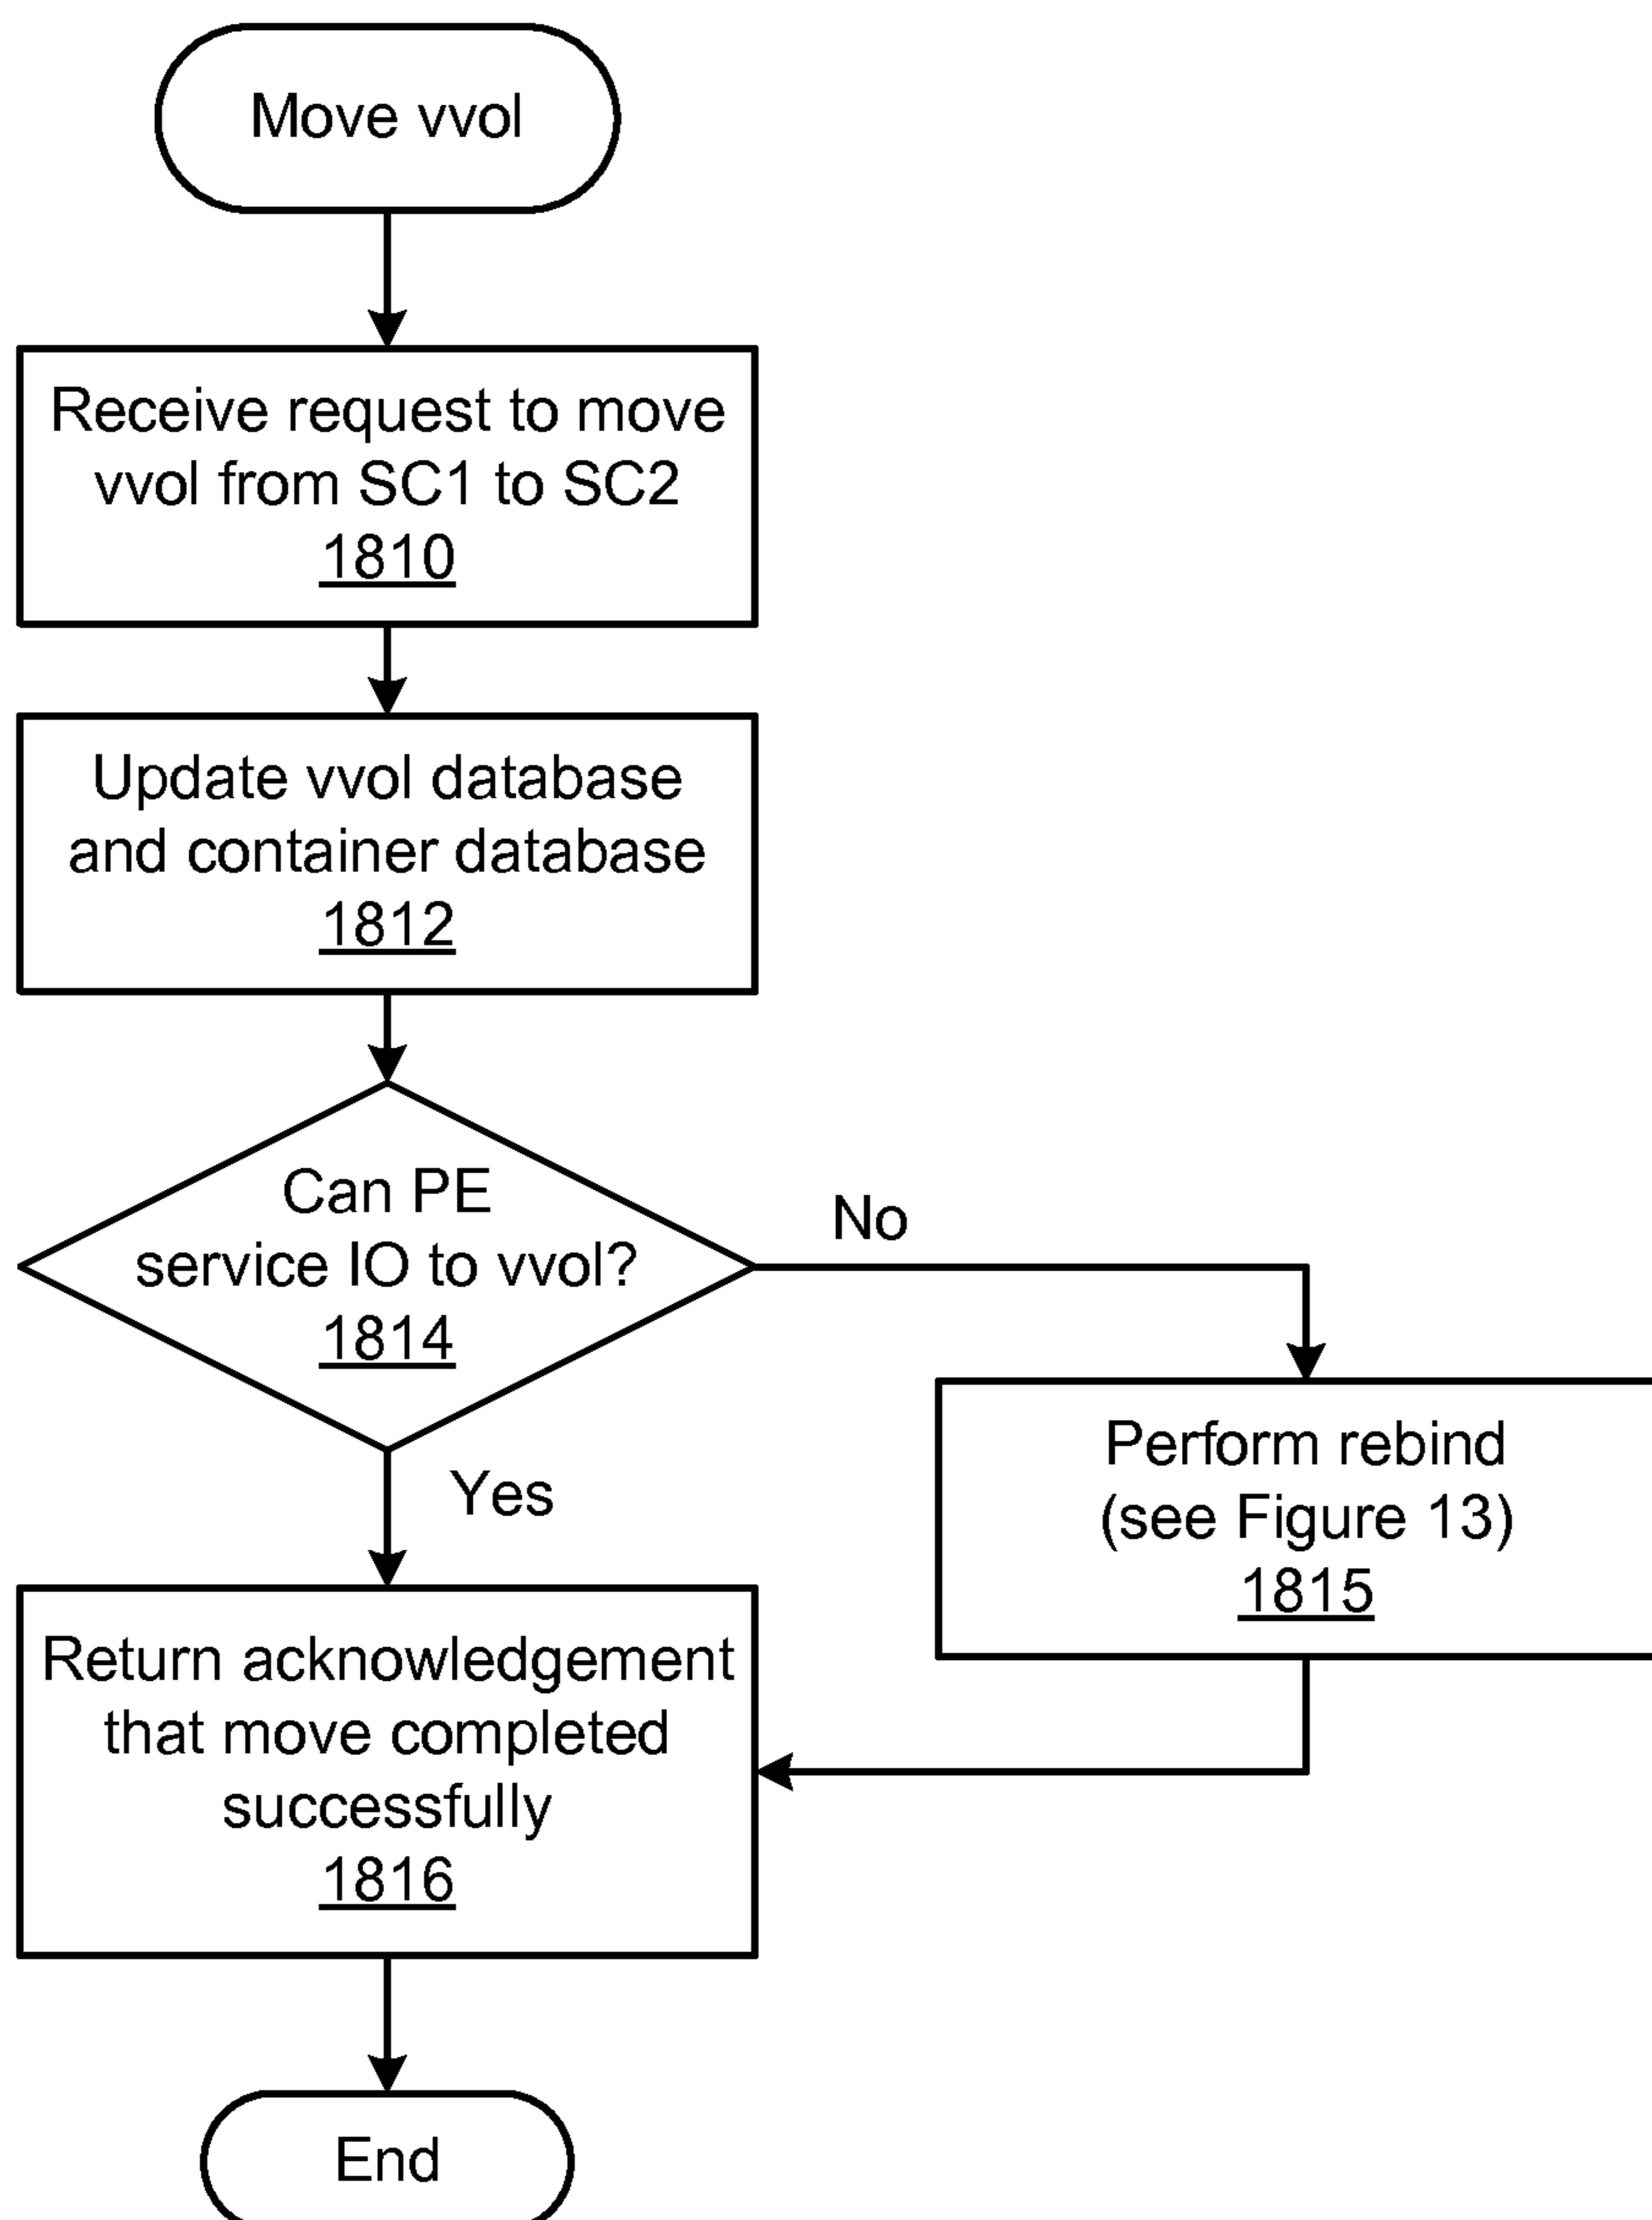 Move vvol
Receive request to move
vvol from SC1 to SC2
1810
Update vvol database
and container database
1812
Can PE
service IO to vvol?
1814
No
Yes
Perform rebind
(see Figure 13)
1815
Return acknowledgement
that move completed
successfully
1816
End